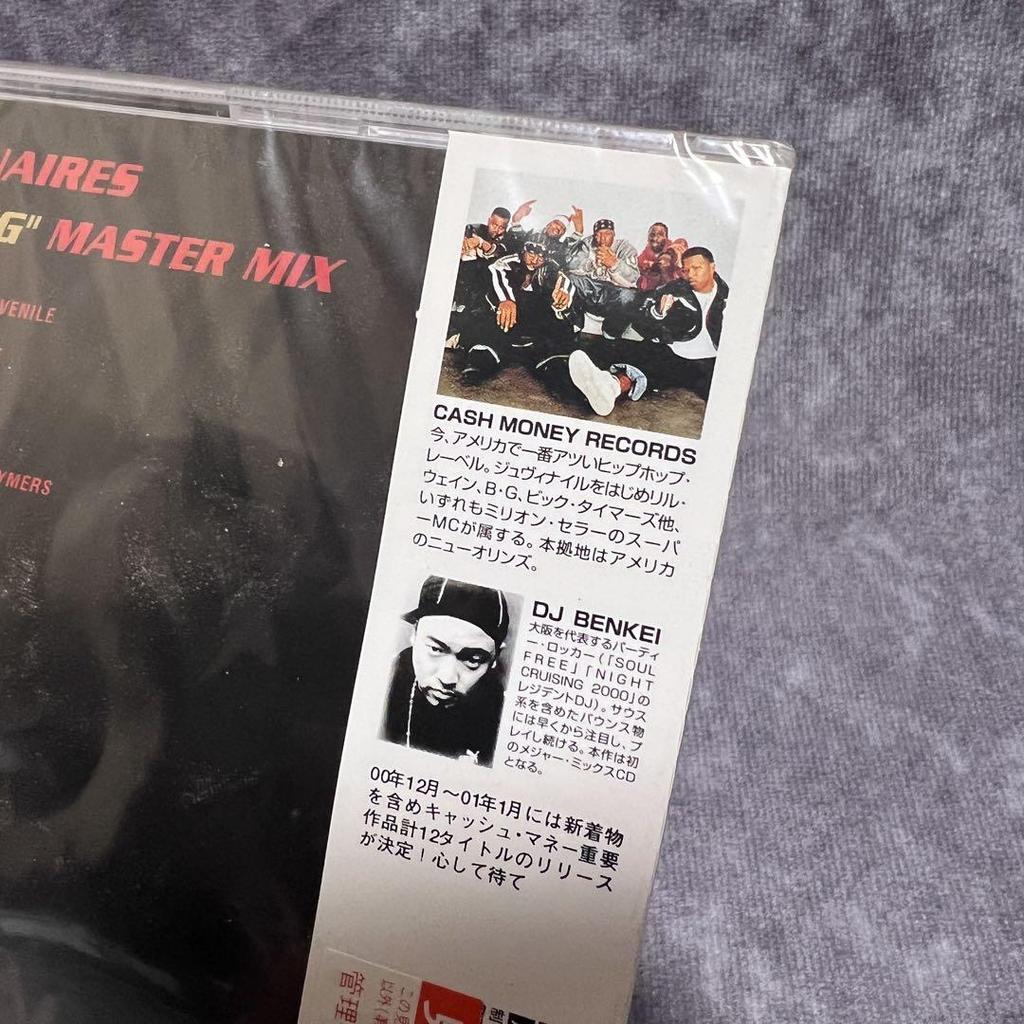 AIRES
G" MASTER MIX
VENILE
YMERS
CASH MONEY RECORDS
今、アメリカで一番アツいヒップホップ・
レーベル。ジュヴィナイルをはじめリル・
ウェイン、B・G、ビック・タイマーズ他、
いずれもミリオン・セラーのスーパ
ーMCが属する。本拠地はアメリカ
のニューオリンズ。
DJ BENKEI
大阪を代表するパーティ
ー・ロッカー(「SOUL
FREE」「NIGHT
CRUISING 2000」の
レジデントDJ)。サウス
系を含めたバウンス物
には早くから注目し、プ
レイし続ける。本作は初
のメジャー・ミックスCD
となる。
00年12月〜01年1月には新着物
を含めキャッシュ・マネー重要
作品計12タイトルのリリース
が決定!心して待て
この
以外
管理
制